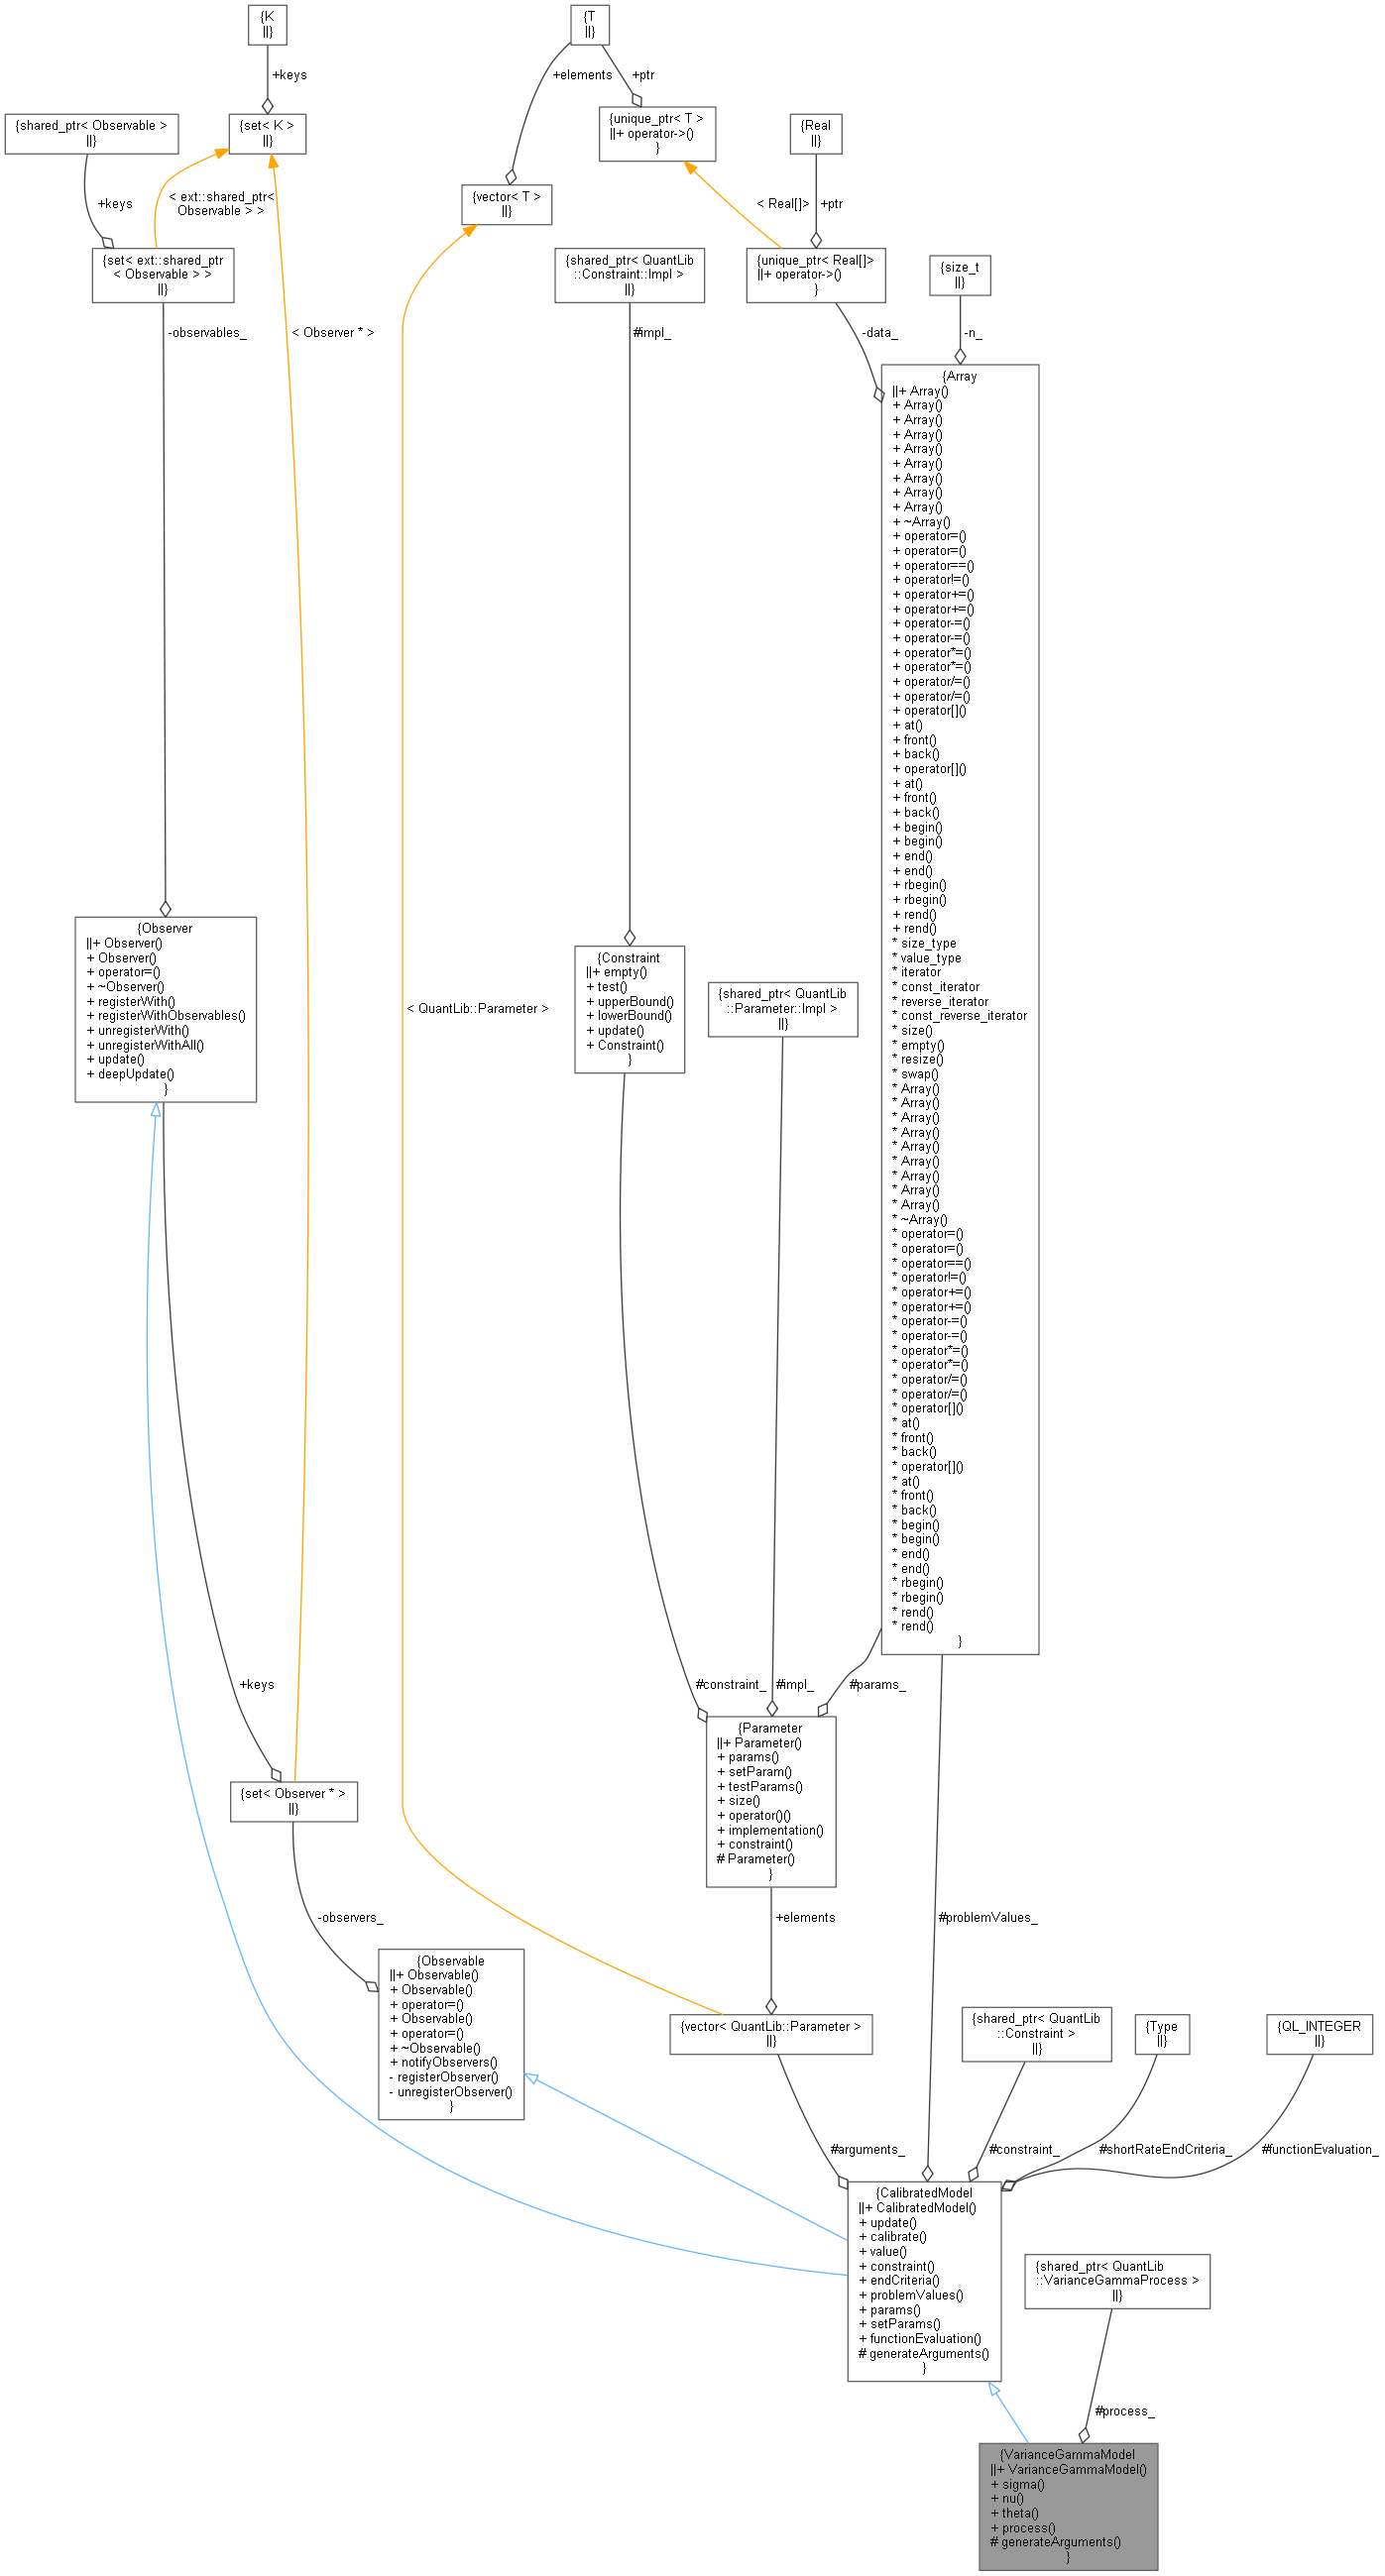 {K
||}
{T
||}
+keys
+elements
+ptr
{shared_ptr< Observable >
||}
{set< K >
||}
{unique_ptr< T >
||+ operator->()
}
{Real
||}
{vector< T >
||}
+keys
< ext::shared_ptr<
Observable > >
< Real[]>
+ptr
{set< ext::shared_ptr
< Observable > >
||}
{shared_ptr< QuantLib
::Constraint::Impl >
||}
{unique_ptr< Real[]>
||+ operator->()
}
{size_t
||}
-observables_
< Observer * >
#impl_
-data_
-n_
{Array
||+ Array()
+ Array()
+ Array()
+ Array()
+ Array()
+ Array()
+ Array()
+ Array()
+ Array()
+ ~Array()
+ operator=()
+ operator=()
+ operator==()
+ operator!=()
+ operator+=()
+ operator+=()
+ operator-=()
+ operator-=()
+ operator*=()
+ operator*=()
+ operator/=()
+ operator/=()
+ operator[]()
+ at()
+ front()
+ back()
+ operator[]()
+ at()
+ front()
+ back()
+ begin()
+ begin()
+ end()
+ end()
+ rbegin()
+ rbegin()
+ rend()
+ rend()
* size_type
* value_type
* iterator
* const_iterator
* reverse_iterator
* const_reverse_iterator
* size()
* empty()
* resize()
* swap()
* Array()
* Array()
* Array()
* Array()
* Array()
* Array()
* Array()
* Array()
* Array()
* ~Array()
* operator=()
* operator=()
* operator==()
* operator!=()
* operator+=()
* operator+=()
* operator-=()
* operator-=()
* operator*=()
* operator*=()
* operator/=()
* operator/=()
* operator[]()
* at()
* front()
* back()
* operator[]()
* at()
* front()
* back()
* begin()
* begin()
* end()
* end()
* rbegin()
* rbegin()
* rend()
* rend()
}
{Observer
||+ Observer()
+ Observer()
+ operator=()
+ ~Observer()
+ registerWith()
+ registerWithObservables()
+ unregisterWith()
+ unregisterWithAll()
+ update()
+ deepUpdate()
}
< QuantLib::Parameter >
{Constraint
||+ empty()
+ test()
+ upperBound()
+ lowerBound()
+ update()
+ Constraint()
}
{shared_ptr< QuantLib
::Parameter::Impl >
||}
+keys
#constraint_
#impl_
#params_
{Parameter
||+ Parameter()
+ params()
+ setParam()
+ testParams()
+ size()
+ operator()()
+ implementation()
+ constraint()
# Parameter()
}
{set< Observer * >
||}
-observers_
+elements
#problemValues_
{Observable
||+ Observable()
+ Observable()
+ operator=()
+ Observable()
+ operator=()
+ ~Observable()
+ notifyObservers()
- registerObserver()
- unregisterObserver()
}
{vector< QuantLib::Parameter >
||}
{shared_ptr< QuantLib
::Constraint >
||}
{Type
||}
{QL_INTEGER
||}
#arguments_
#constraint_
#shortRateEndCriteria_
#functionEvaluation_
{CalibratedModel
||+ CalibratedModel()
+ update()
+ calibrate()
+ value()
+ constraint()
+ endCriteria()
+ problemValues()
+ params()
+ setParams()
+ functionEvaluation()
# generateArguments()
}
{shared_ptr< QuantLib
::VarianceGammaProcess >
||}
#process_
{VarianceGammaModel
||+ VarianceGammaModel()
+ sigma()
+ nu()
+ theta()
+ process()
# generateArguments()
}